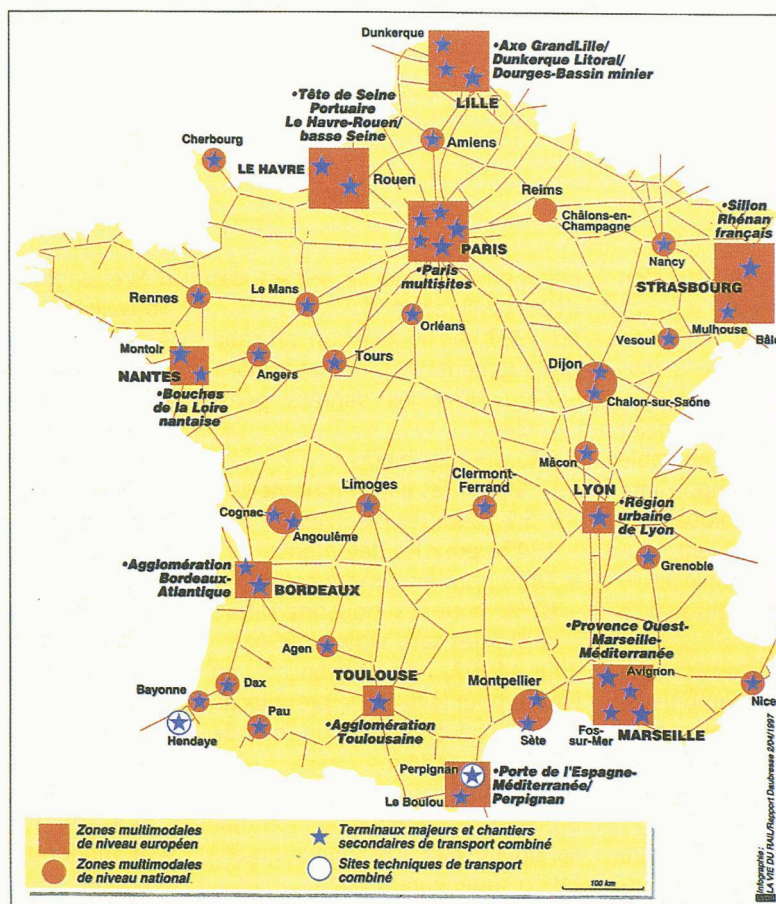 Dunkerque
•Axe GrandLille/
Dunkerque Litoral/
Dourges-Bassin minier
LILLE
•Tête de Seine
Portuaire
Le Havre-Rouen/
basse Seine
Cherbourg
LE HAVRE
Rouen
Amiens
Reims
Châlons-en-
Champagne
•Sillon
Rhénan
français
PARIS
•Paris
multisites
Nancy
STRASBOURG
Rennes
Le Mans
Orléans
Vesoul
Mulhouse
Bâle
Montoir
NANTES
Angers
Tours
Dijon
Chalon-sur-Saône
•Bouches
de la Loire
nantaise
Mâcon
Cognac
Angoulême
Limoges
Clermont-
Ferrand
LYON
•Région
urbaine
de Lyon
Grenoble
•Agglomération
Bordeaux-
Atlantique
BORDEAUX
•Provence Ouest-
Marseille-
Méditerranée
Agen
TOULOUSE
Montpellier
Avignon
Bayonne
Dax
Pau
Hendaye
•Agglomération
Toulousaine
Sète
Fos-
sur-Mer
MARSEILLE
Nice
Perpignan
Le Boulou
•Porte de l'Espagne-
Méditerranée/
Perpignan
Zones multimodales
de niveau européen
Terminaux majeurs et chantiers
secondaires de transport combiné
Zones multimodales
de niveau national
Sites techniques de transport
combiné
100 km
Infographie :
LA VIE DU RAIL/Rapport Daubresse 2/04/1997